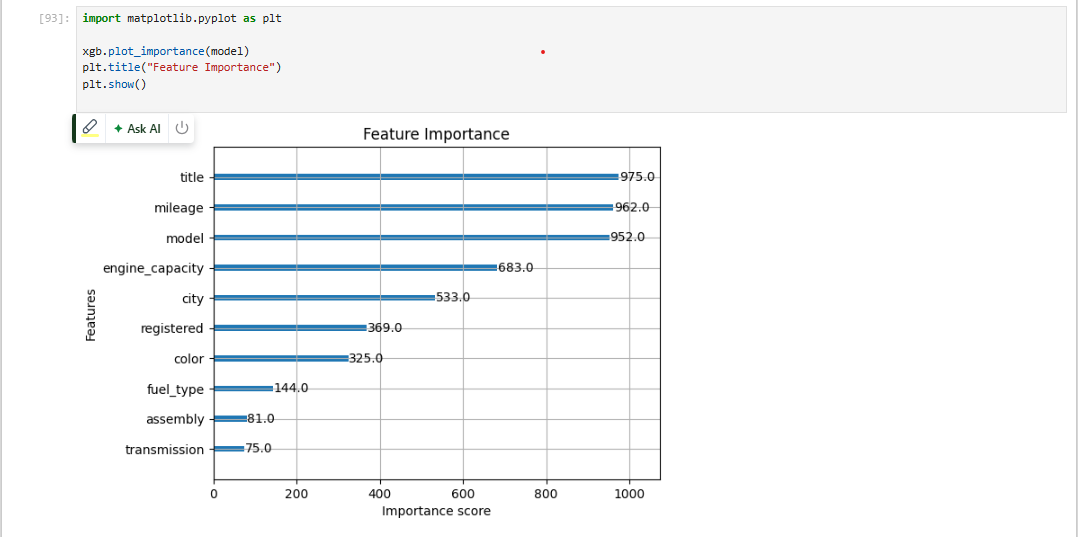 [93]:
import matplotlib.pyplot as plt
xgb.plot_importance(model)
plt.title("Feature Importance")
plt.show()
Ask AI
Feature Importance
title 975.0
mileage 962.0
model 952.0
engine_capacity 683.0
city 533.0
registered 369.0
color 325.0
fuel_type 144.0
assembly 81.0
transmission 75.0
Features
0 200 400 600 800 1000
Importance score